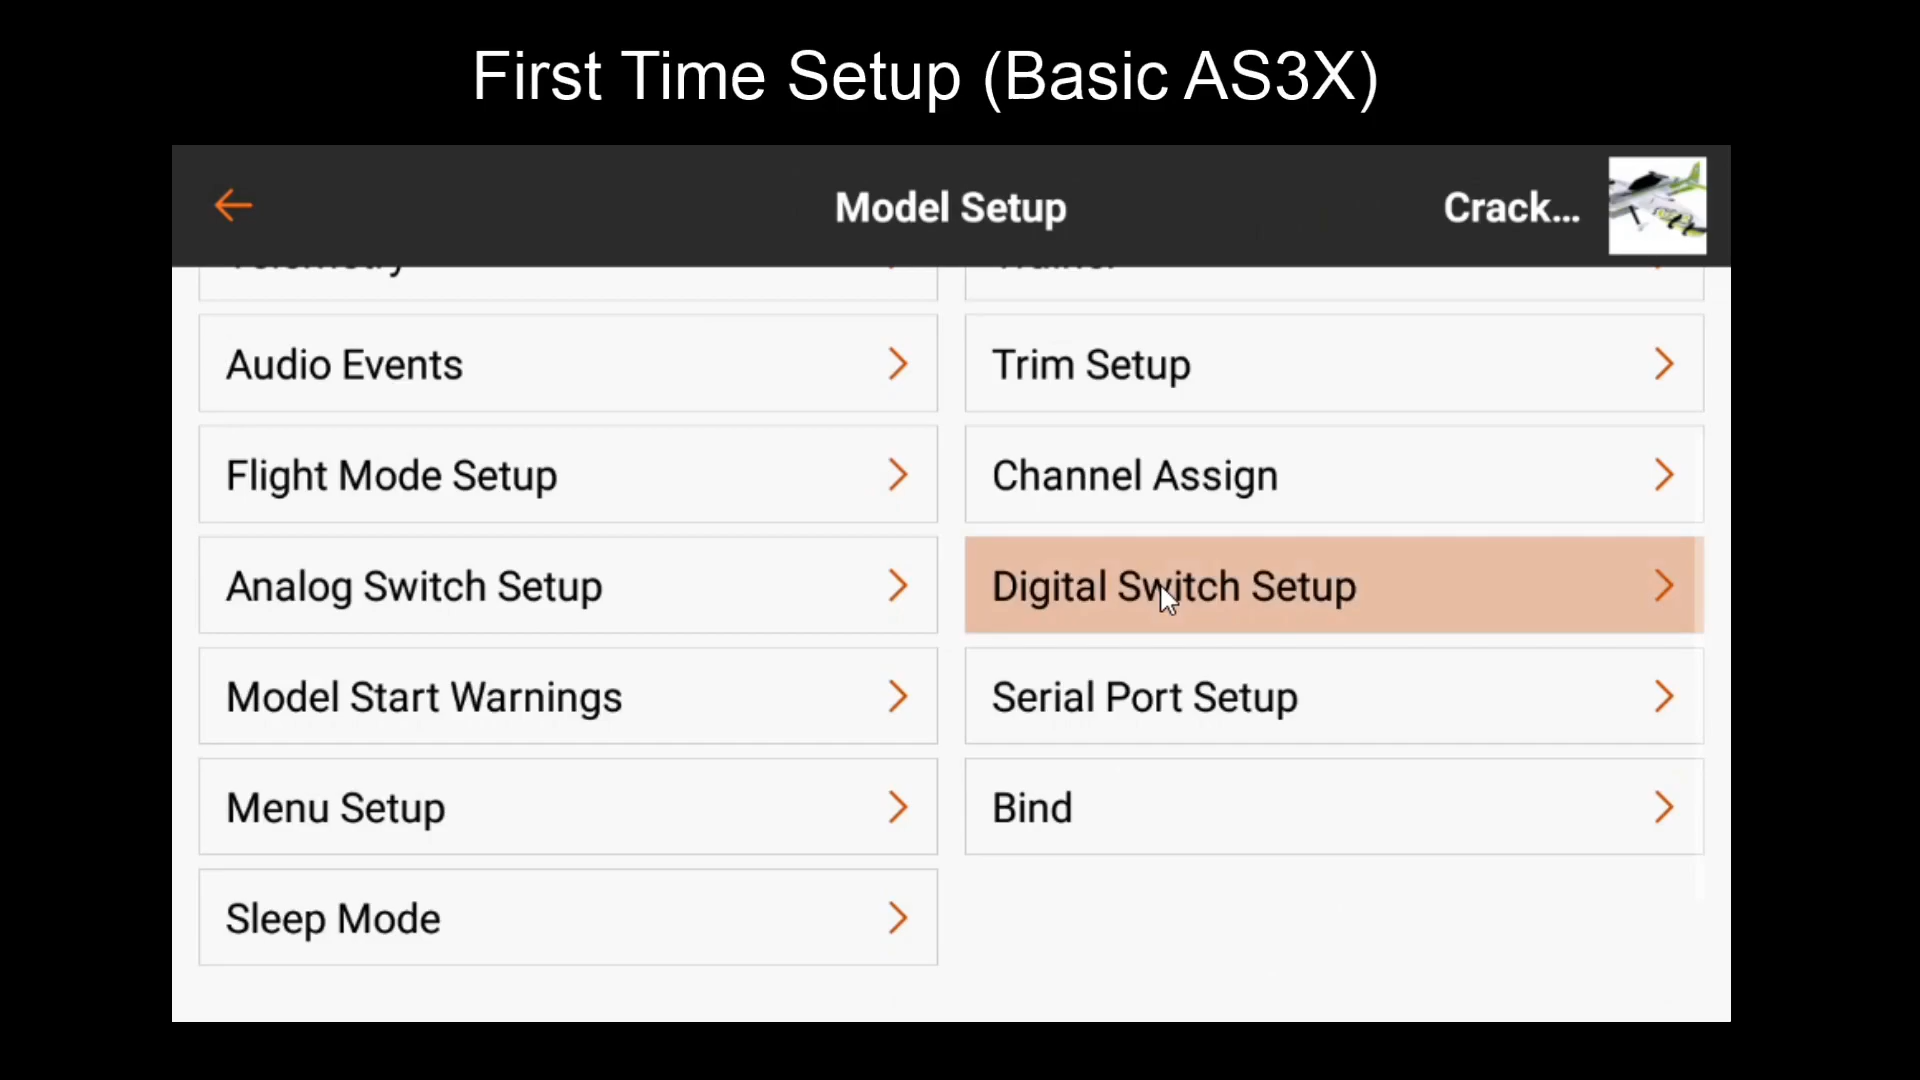 First Time Setup (Basic AS3X)
Model Setup
Crack...
Audio Events
Trim Setup
Flight Mode Setup
Channel Assign
Analog Switch Setup
Digital Switch Setup
Model Start Warnings
Serial Port Setup
Menu Setup
Bind
Sleep Mode